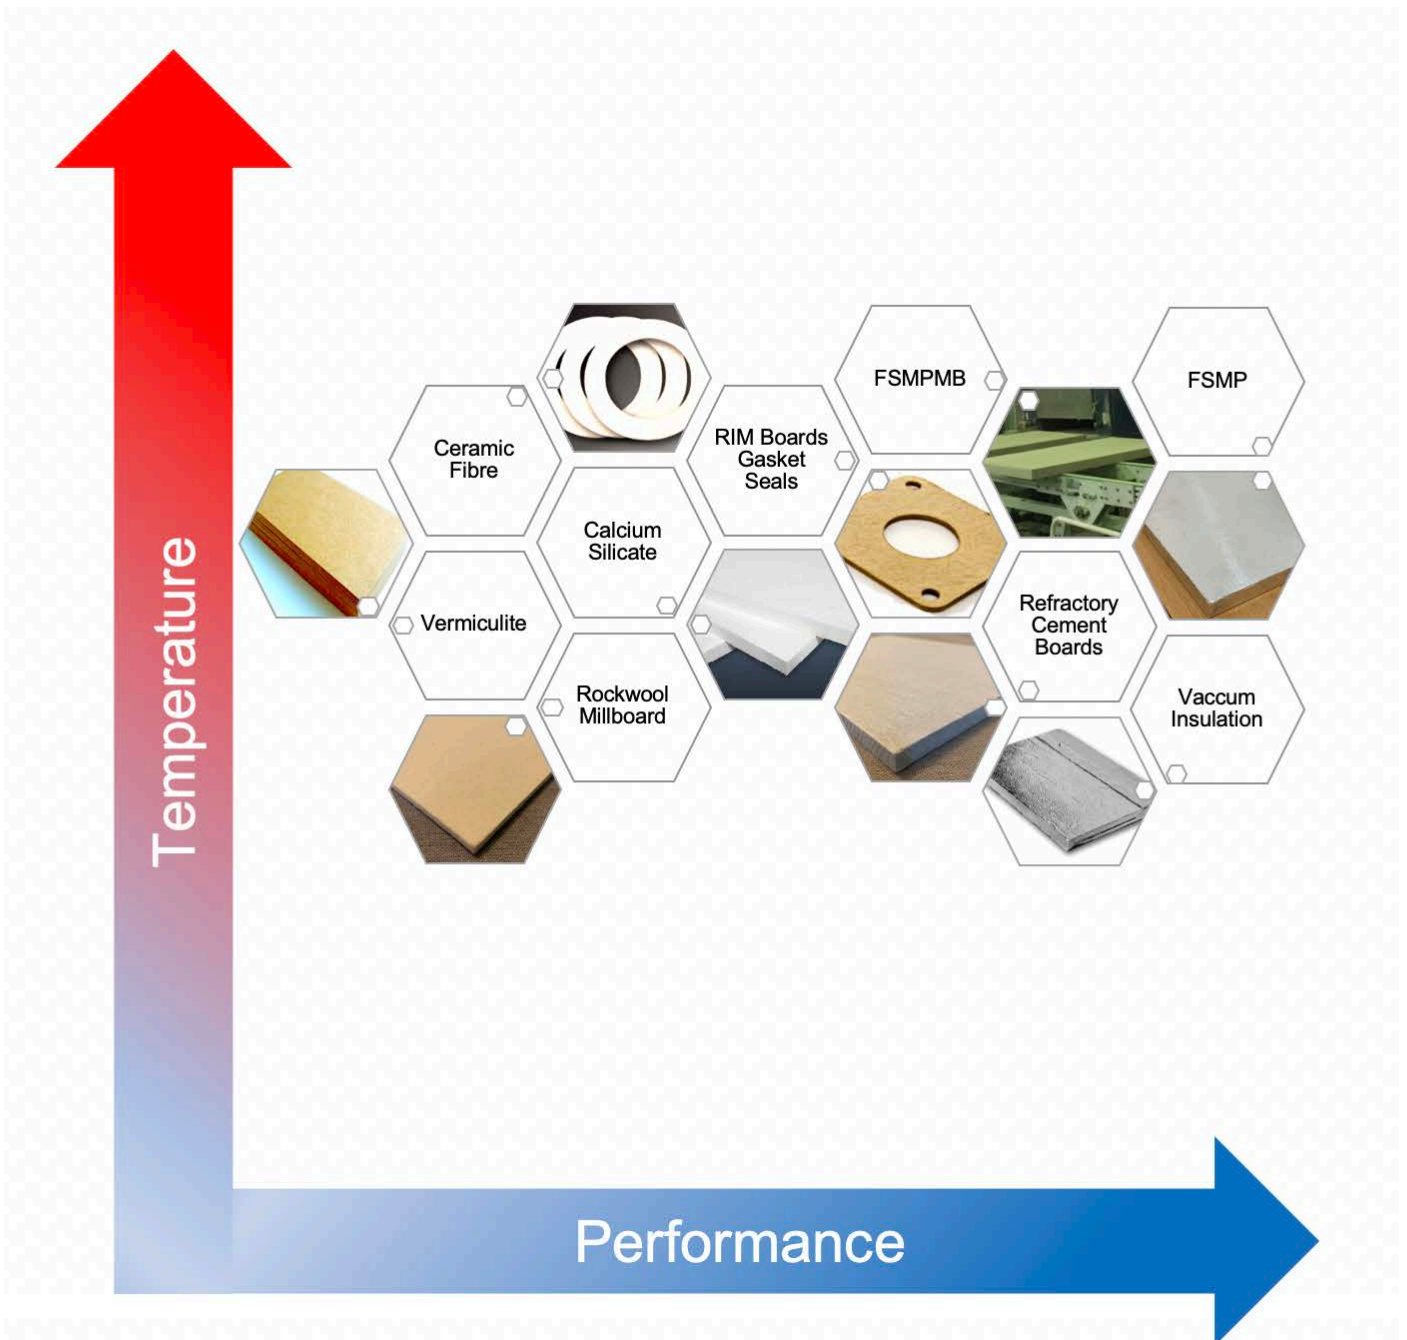 FSMPMB
FSMP
Ceramic
Fibre
RIM Boards
Gasket
Seals
Calcium
Silicate
Vermiculite
Refractory
Cement
Boards
Rockwool
Millboard
Vaccum
Insulation
Temperature
Performance